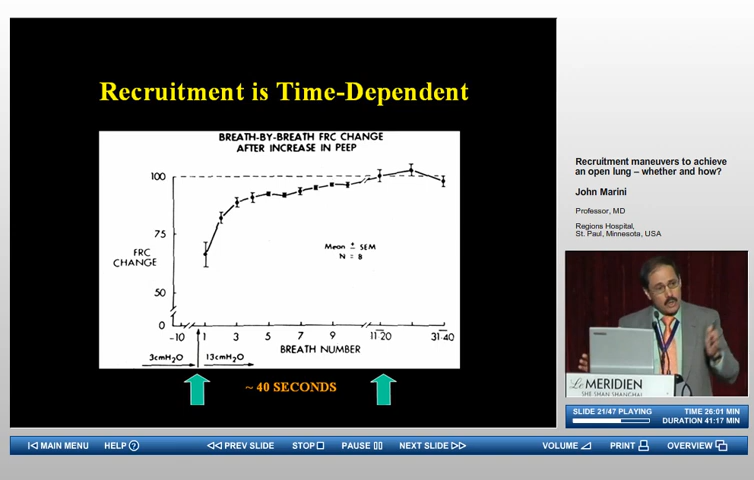 Recruitment is Time-Dependent
BREATH-BY-BREATH FRC CHANGE
AFTER INCREASE IN PEEP
100
75
50
0
FRC
CHANGE
Mean ± SEM
N = 8
-10 1 3 5 7 9 11-20 31-40
BREATH NUMBER
3cmH₂O 13cmH₂O
~ 40 SECONDS
Recruitment maneuvers to achieve
an open lung – whether and how?
John Marini
Professor, MD
Regions Hospital,
St. Paul, Minnesota, USA
Le MERIDIEN
SHE SHAN SHANGHAI
SLIDE 21/47 PLAYING TIME 26:01 MIN
DURATION 41:17 MIN
MAIN MENU HELP ? PREV SLIDE STOP PAUSE NEXT SLIDE VOLUME PRINT OVERVIEW